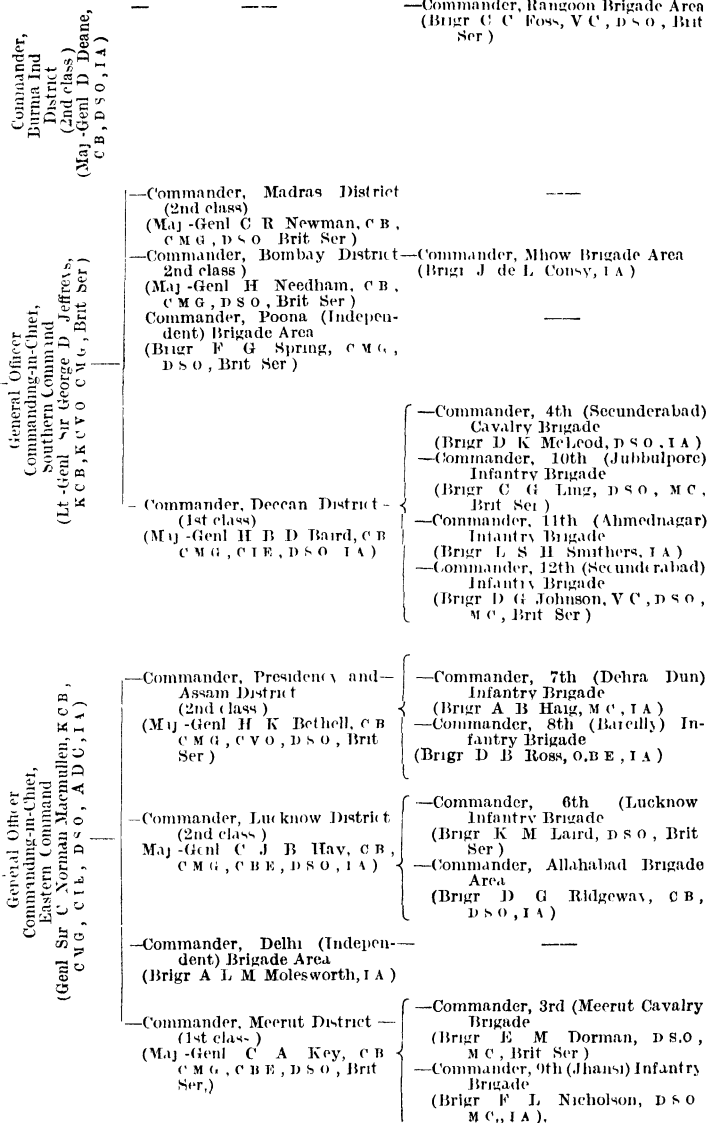 Commander,
Burma Ind
District
(2nd class)
(Maj -Genl D Deane,
C B, D S O, I A)
—Commander, Rangoon Brigade Area
(Brigr C C Foss, V C, D S O, Brit
Ser )
General Officer
Commanding-in-Chief,
Southern Command
(Lt -Genl Sir George D Jeffreys,
K C B, K C V O C M G, Brit Ser )
—Commander, Madras District
(2nd class)
(Maj -Genl C R Newman, C B,
C M G, D S O Brit Ser )
—Commander, Bombay District
2nd class )
(Maj -Genl H Needham, C B,
C M G, D S O, Brit Ser )
—Commander, Mhow Brigade Area
(Brigr J de L Conry, I A )
Commander, Poona (Indepen-
dent) Brigade Area
(Brigr F G Spring, C M G,
D S O, Brit Ser )
—Commander, Deccan District -
(1st class)
(Maj -Genl H B D Baird, C B
C M G, C I E, D S O I A )
—Commander, 4th (Secunderabad)
Cavalry Brigade
(Brigr D K McLeod, D S O, I A )
—Commander, 10th (Jubbulpore)
Infantry Brigade
(Brigr C G Ling, D S O, M C,
Brit Ser )
—Commander, 11th (Ahmednagar)
Infantry Brigade
(Brigr L S H Smithers, I A )
—Commander, 12th (Secunderabad)
Infantry Brigade
(Brigr D G Johnson, V C, D S O,
M C, Brit Ser )
General Officer
Commanding-in-Chief,
Eastern Command
(Genl Sir C Norman Macmullen, K C B,
C M G, C I E, D S O, A D C, I A )
—Commander, Presidency and—
Assam District
(2nd class)
(Maj -Genl H K Bethell, C B
C M G, C V O, D S O, Brit
Ser )
—Commander, 7th (Dehra Dun)
Infantry Brigade
(Brigr A B Haig, M C, I A )
—Commander, 8th (Bareilly) In-
fantry Brigade
(Brigr D B Ross, O.B E, I A )
—Commander, Lucknow District
(2nd class )
Maj -Genl C J B Hay, C B,
C M G, C B E, D S O, I A )
—Commander, 6th (Lucknow
Infantry Brigade
(Brigr K M Laird, D S O, Brit
Ser )
—Commander, Allahabad Brigade
Area
(Brigr D G Ridgeway, C B,
D S O, I A )
—Commander, Delhi (Indepen-—
dent) Brigade Area
(Brigr A L M Molesworth, I A )
—Commander, Meerut District —
(1st class )
(Maj -Genl C A Key, C B
C M G, C B E, D S O, Brit
Ser,)
—Commander, 3rd (Meerut Cavalry
Brigade
(Brigr E M Dorman, D S.O,
M C, Brit Ser )
—Commander, 9th (Jhansi) Infantry
Brigade
(Brigr F L Nicholson, D S O
M C,, I A ),